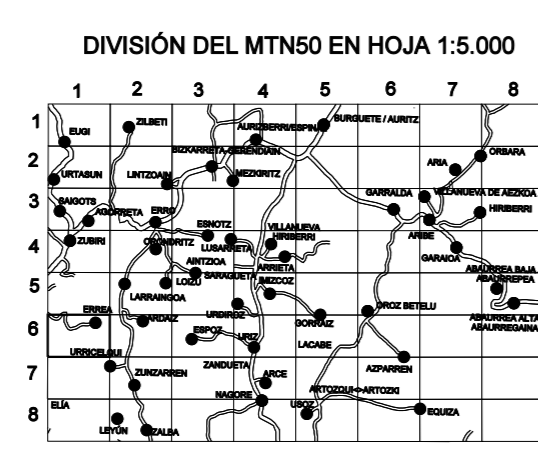 DIVISIÓN DEL MTN50 EN HOJA 1:5.000
1 2 3 4 5 6 7 8
1
2
3
4
5
6
7
8
EUGI
ZILBETI
AURIZBERRI/ESPINAL
BURGUETE / AURITZ
BIZKARRETA-GERENDIAIN
ORBARA
ARIA
URTASUN
LINTZOAIN
MEZKIRITZ
GARRALDA
VILLANUEVA DE AEZKOA
SAIGOTS
AGORRETA
ERRO
HIRIBERRI
ESNOTZ
VILLANUEVA
HIRIBERRI
ARIBE
ZUBIRI
ORONDRITZ
LUSARRETA
GARAIOA
AINTZIOA
ARRIETA
SARAGUETA
ABAURREA BAJA
ABAURREPEA
LOIZU
IMIZCOZ
LARRAINGOA
ERREA
URDIROZ
OROZ BETELU
ABAURREA ALTA
ABAURREGAINA
ARDAIZ
GORRAIZ
ESPOZ
URIZ
LACABE
URRICELQUI
ZUNZARREN
ZANDUETA
AZPARREN
ARCE
NAGORE
ARTOZQUI<>ARTOZKI
ELÍA
USOZ
EQUIZA
LEYÚN
ZALBA